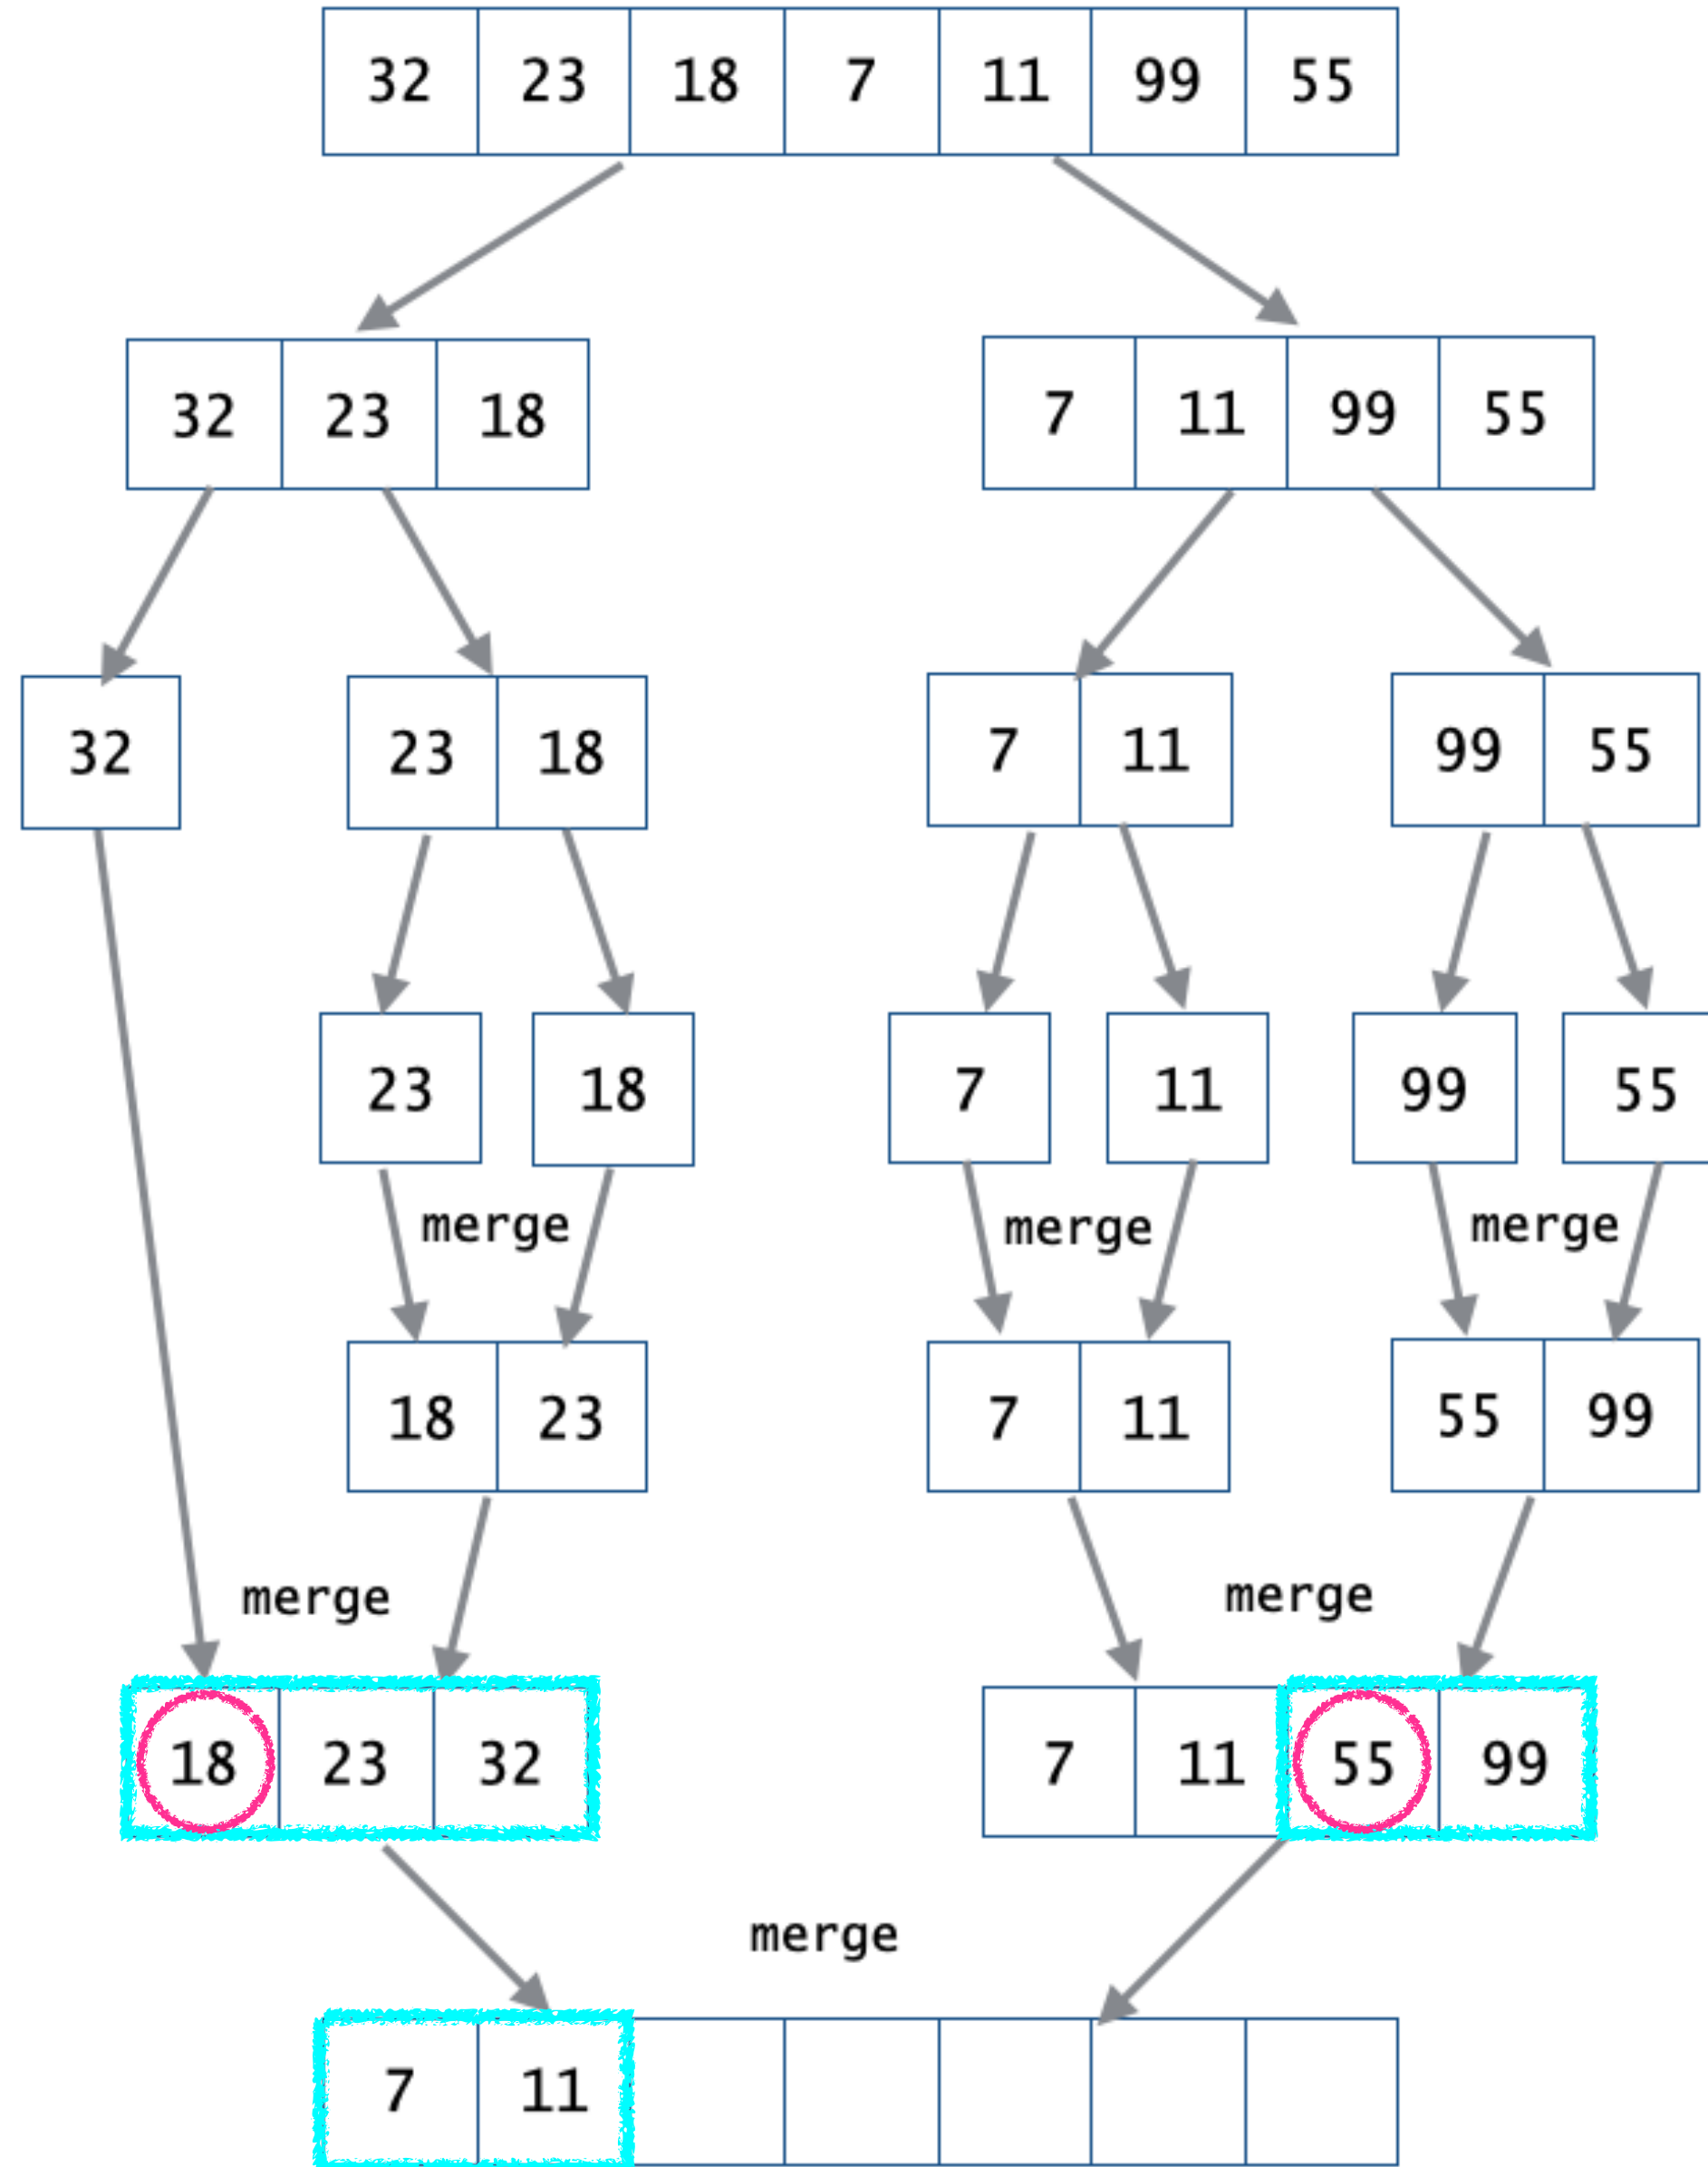 32 23 18 7 11 99 55
32 23 18 7 11 99 55
32 23 18 7 11 99 55
23 18 7 11 99 55
merge merge merge
18 23 7 11 55 99
merge merge
18 23 32 7 11 55 99
merge
7 11